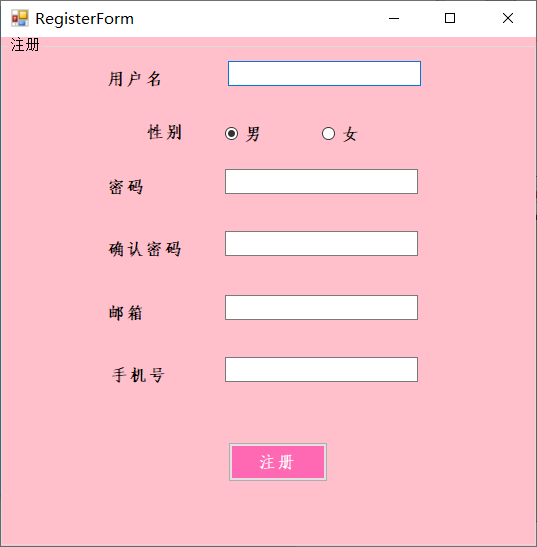 RegisterForm
注册
用户名
性别 男 女
密码
确认密码
邮箱
手机号
注册